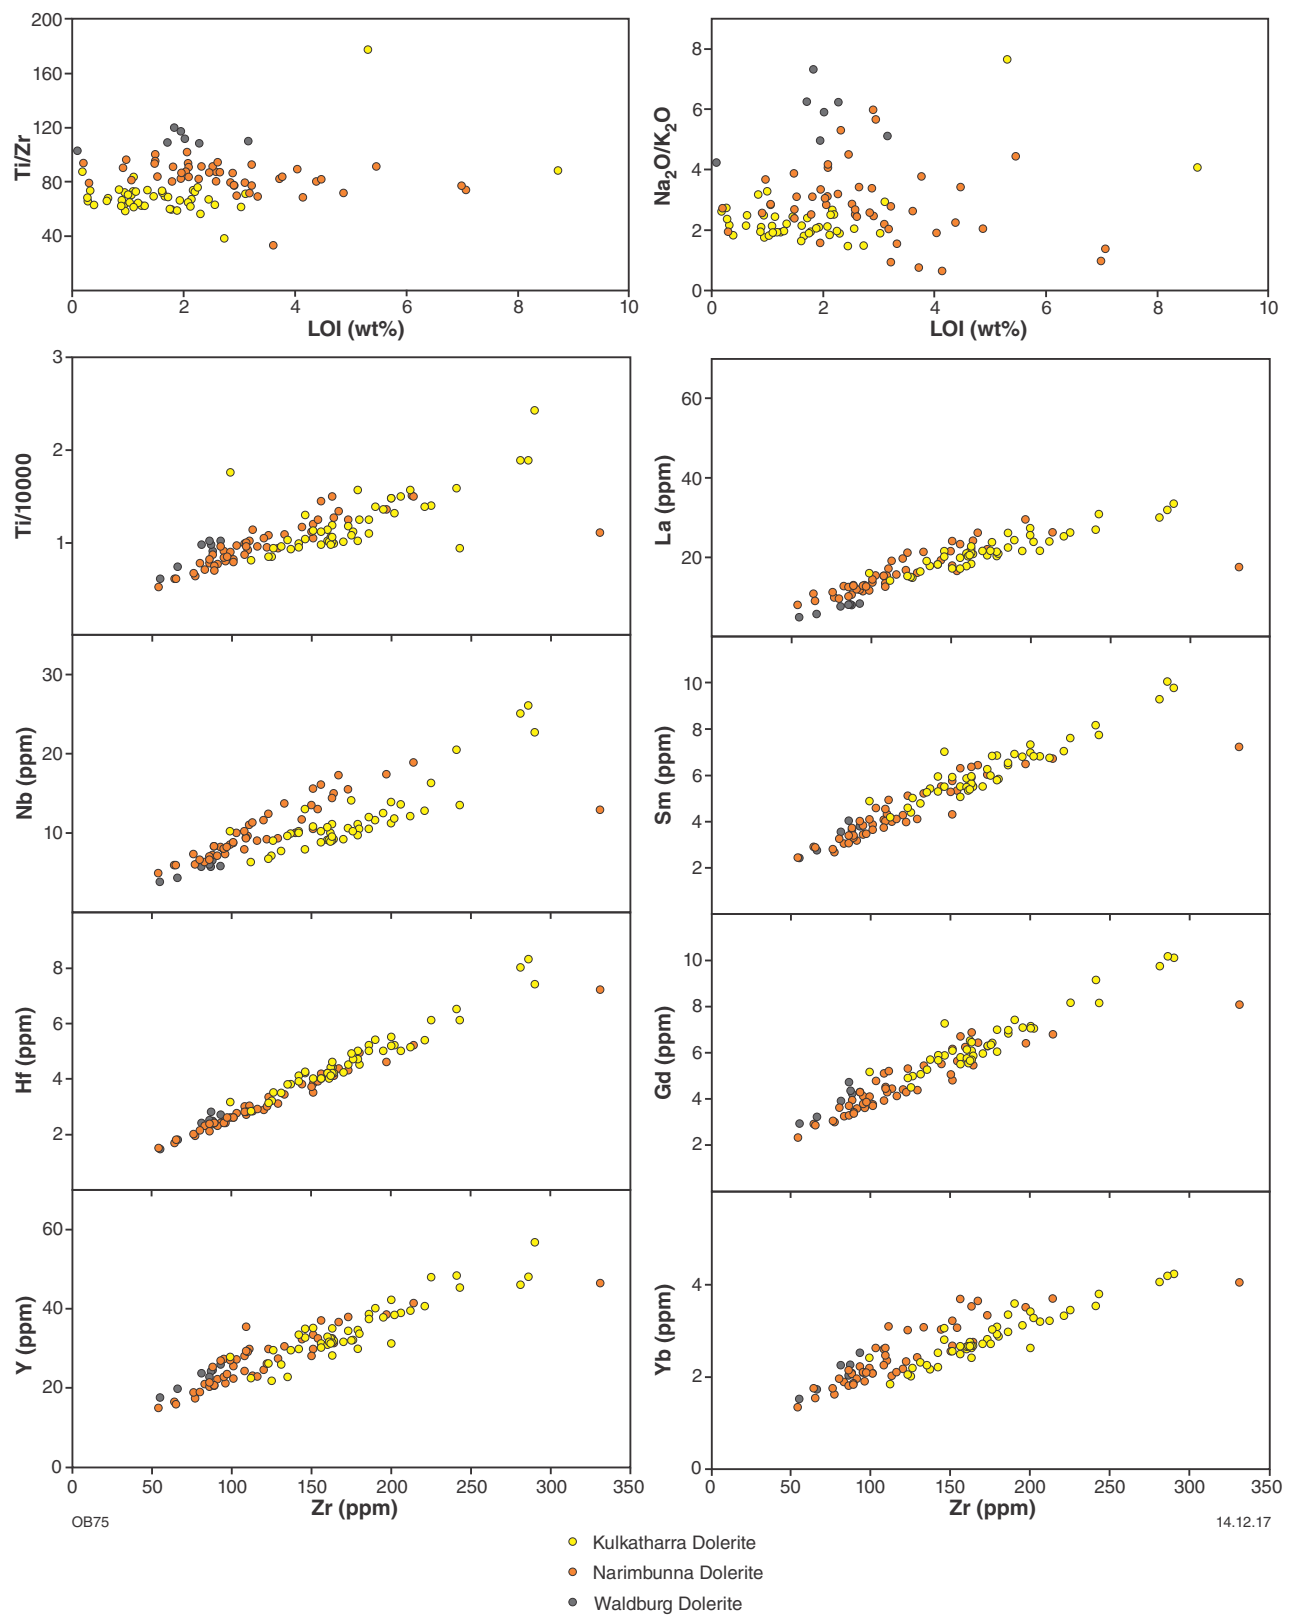 200
160
120
80
40
Ti/Zr
0 2 4 6 8 10
LOI (wt%)
8
6
4
2
0
Na2O/K2O
0 2 4 6 8 10
LOI (wt%)
3
2
1
Ti/10000
60
40
20
La (ppm)
30
20
10
Nb (ppm)
10
8
6
4
2
Sm (ppm)
8
6
4
2
Hf (ppm)
10
8
6
4
2
Gd (ppm)
60
40
20
0
Y (ppm)
0 50 100 150 200 250 300 350
Zr (ppm)
4
2
0
Yb (ppm)
0 50 100 150 200 250 300 350
Zr (ppm)
OB75
14.12.17
Kulkatharra Dolerite
Narimbunna Dolerite
Waldburg Dolerite